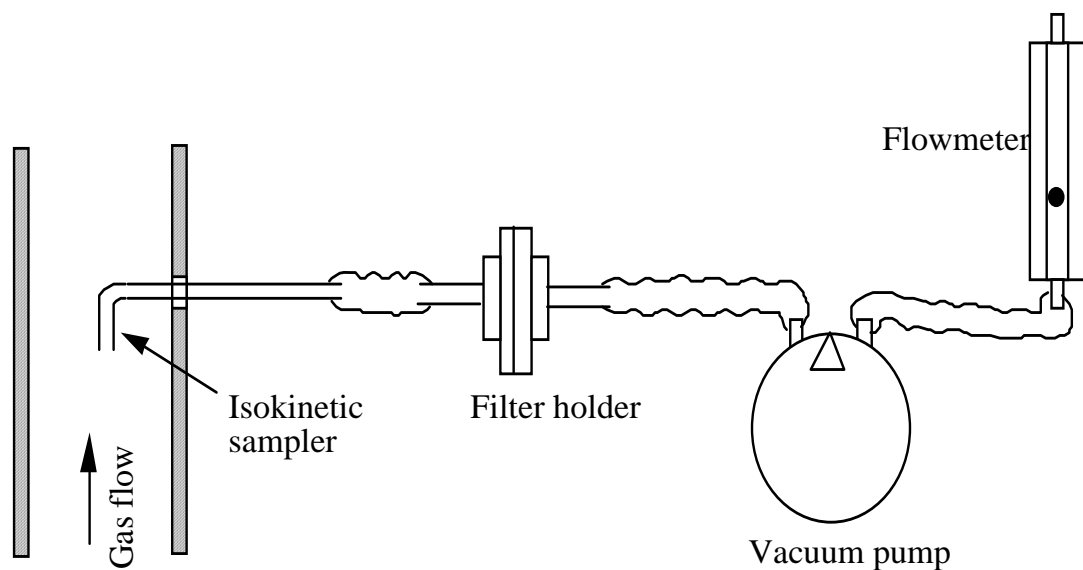 Flowmeter
Isokinetic
sampler
Filter holder
Gas flow
Vacuum pump